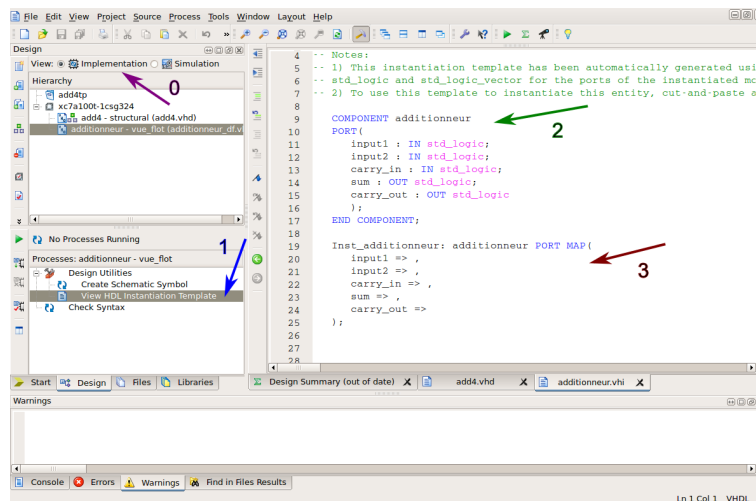 File Edit View Project Source Process Tools Window Layout Help
Design
View: Implementation Simulation
0
Hierarchy
add4tp
xc7a100t-1csg324
add4 - structural (add4.vhd)
additionneur - vue_flot (additionneur_df.v
No Processes Running
1
Processes: additionneur - vue_flot
Design Utilities
Create Schematic Symbol
View HDL Instantiation Template
Check Syntax
Start Design Files Libraries
4 -- Notes:
5 -- 1) This instantiation template has been automatically generated usi
6 -- std_logic and std_logic_vector for the ports of the instantiated mo
7 -- 2) To use this template to instantiate this entity, cut-and-paste a
8
9 COMPONENT additionneur
10 PORT(
2
11 input1 : IN std_logic;
12 input2 : IN std_logic;
13 carry_in : IN std_logic;
14 sum : OUT std_logic;
15 carry_out : OUT std_logic
16 );
17 END COMPONENT;
18
19 Inst_additionneur: additionneur PORT MAP(
20 input1 => ,
21 input2 => ,
3
22 carry_in => ,
23 sum => ,
24 carry_out =>
25 );
26
27
28
Design Summary (out of date) add4.vhd additionneur.vhi
Warnings
Console Errors Warnings Find in Files Results
Ln 1 Col 1 VHDL